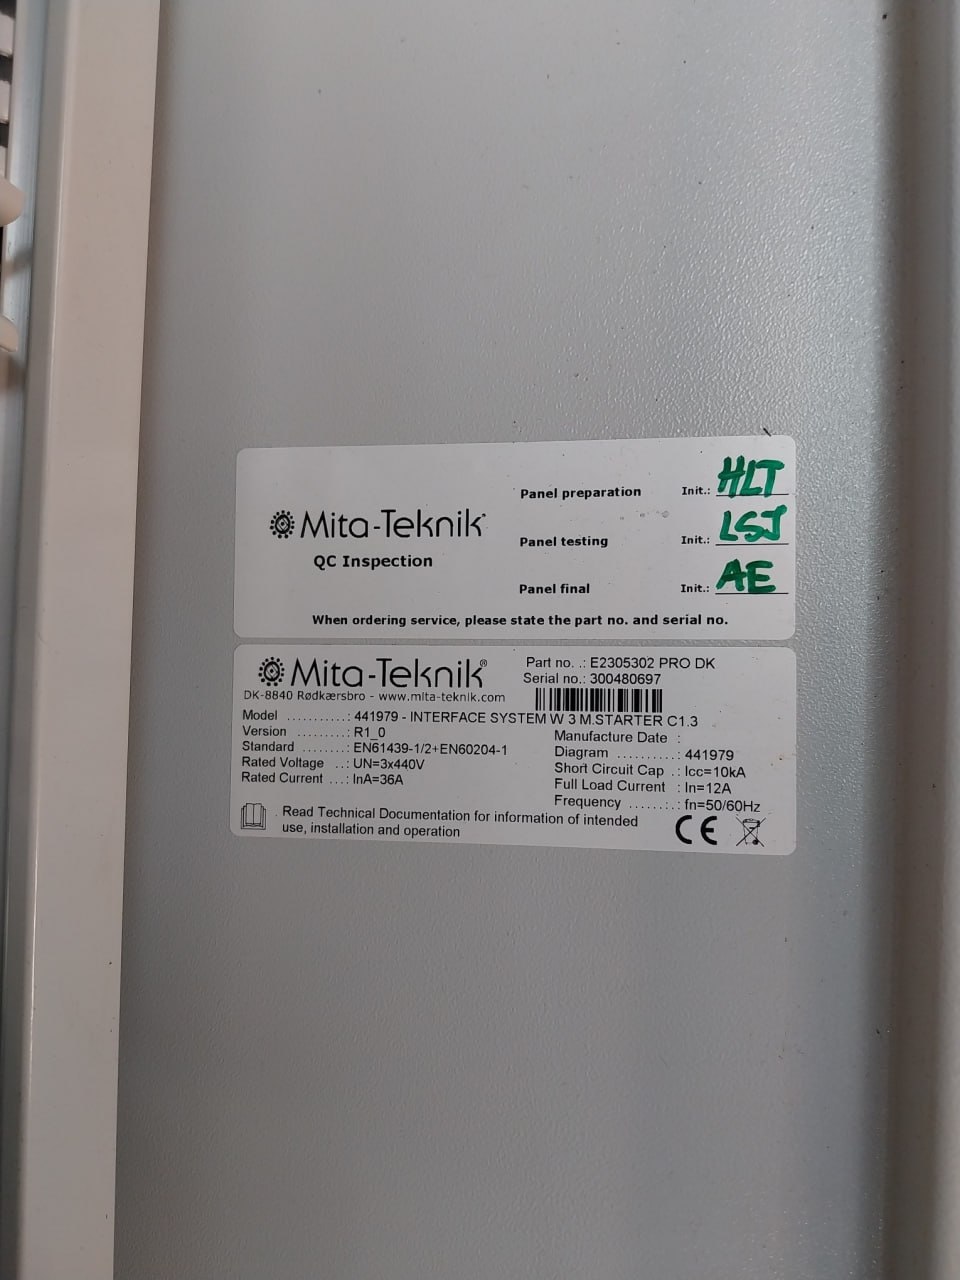 Mita-Teknik
QC Inspection
Panel preparation Init.: HLT
Panel testing Init.: LSJ
Panel final Init.: AE
When ordering service, please state the part no. and serial no.
Mita-Teknik®
DK-8840 Rødkærsbro - www.mita-teknik.com
Part no. .: E2305302 PRO DK
Serial no.: 300480697
Model ...........: 441979 - INTERFACE SYSTEM W 3 M.STARTER C1.3
Version .........: R1_0
Standard ........: EN61439-1/2+EN60204-1
Rated Voltage ..: UN=3x440V
Rated Current ...: InA=36A
Manufacture Date :
Diagram ..........: 441979
Short Circuit Cap .: Icc=10kA
Full Load Current : In=12A
Frequency ......:.: fn=50/60Hz
Read Technical Documentation for information of intended
use, installation and operation
CE